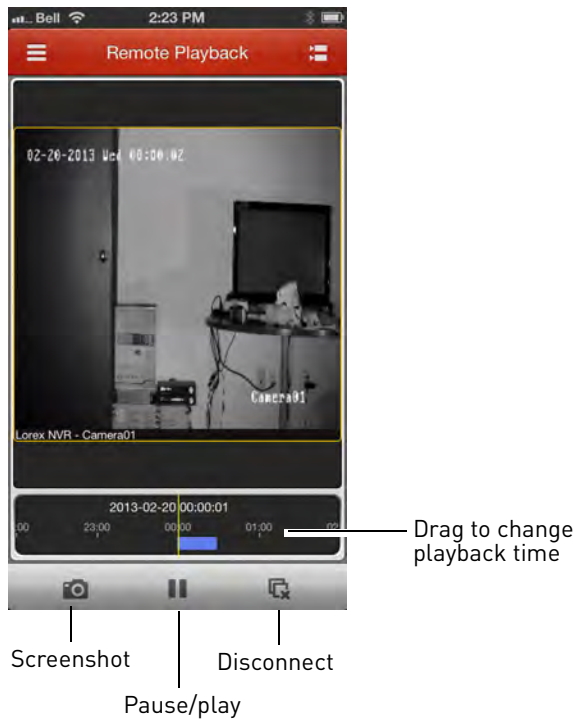 Bell 2:23 PM
Remote Playback
02-20-2013 Wed 00:00:02
Camera01
Lorex NVR - Camera01
2013-02-20 00:00:01
:00 23:00 00:00 01:00 02
Drag to change
playback time
Screenshot
Disconnect
Pause/play